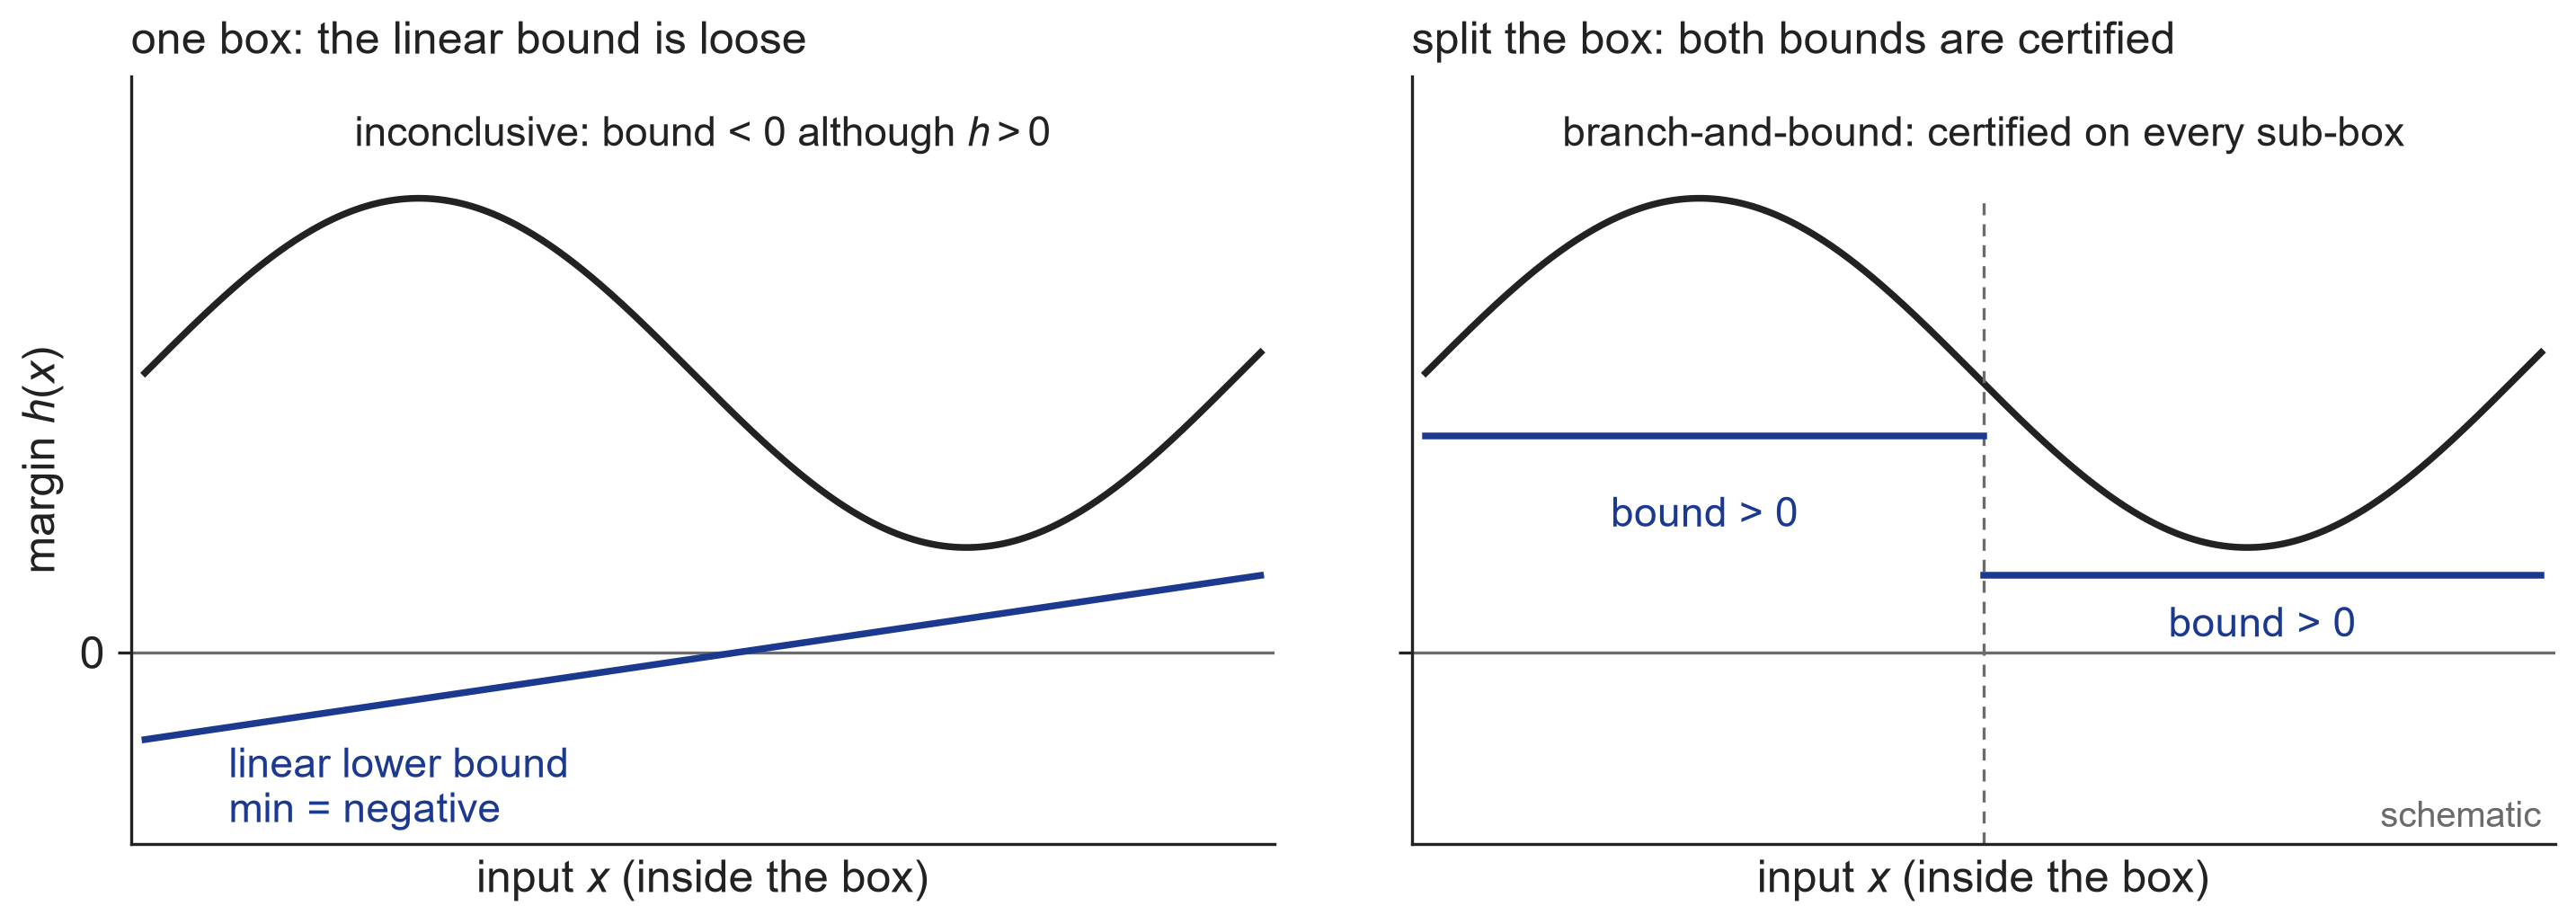 one box: the linear bound is loose
inconclusive: bound < 0 although h > 0
margin h(x)
0
linear lower bound
min = negative
input x (inside the box)
split the box: both bounds are certified
branch-and-bound: certified on every sub-box
bound > 0
bound > 0
schematic
input x (inside the box)